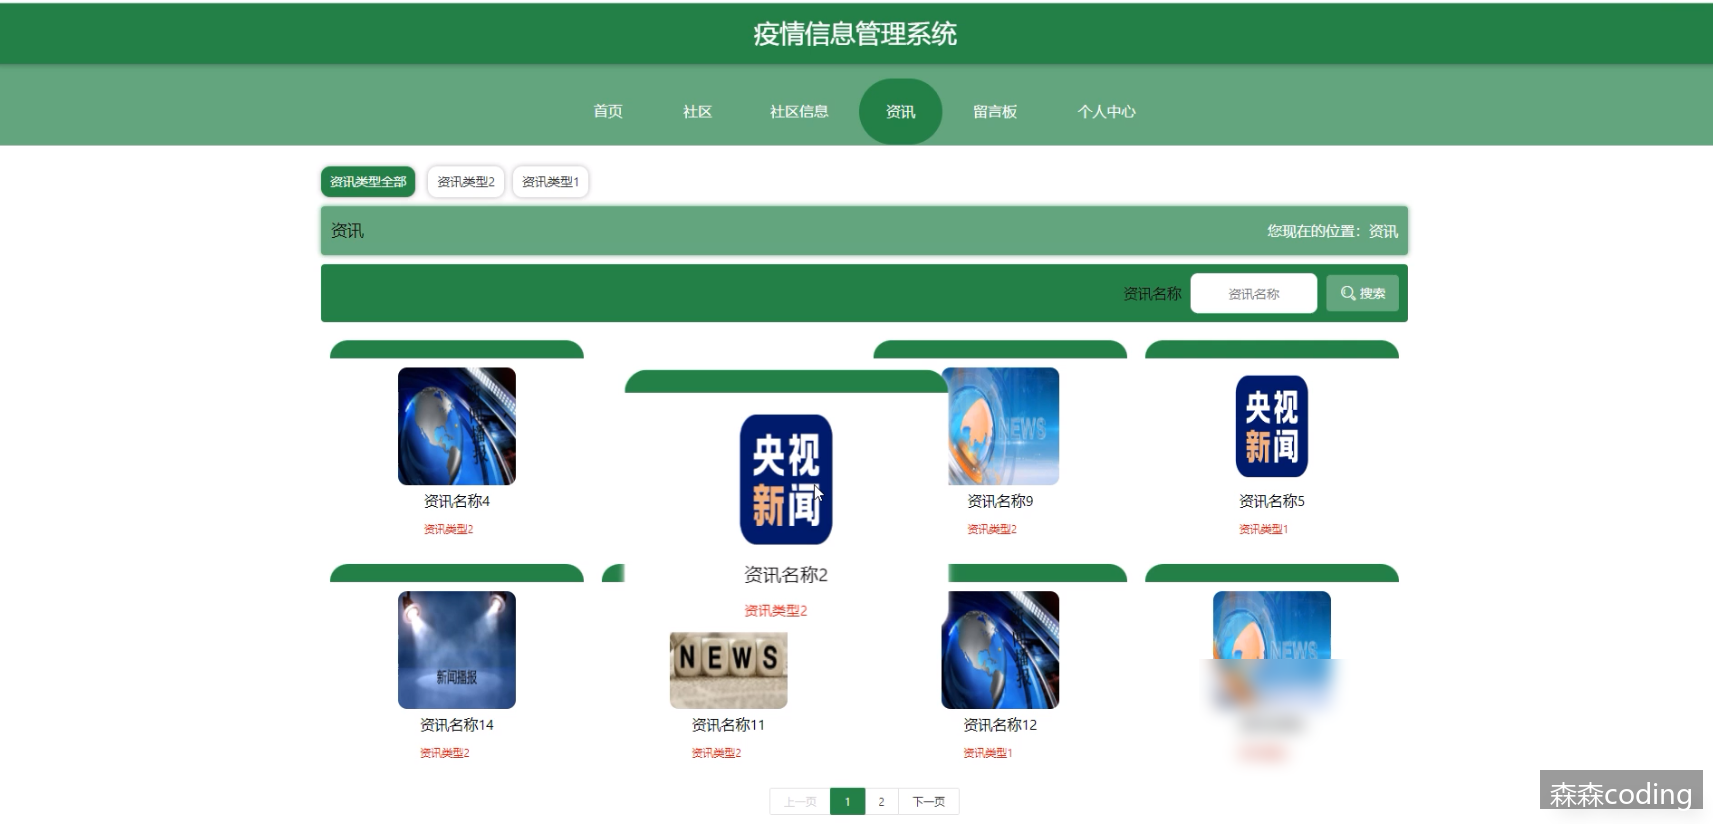 疫情信息管理系统
首页 社区 社区信息 资讯 留言板 个人中心
资讯类型全部 资讯类型2 资讯类型1
资讯 您现在的位置：资讯
资讯名称 资讯名称 搜索
资讯名称4
资讯类型2
央视
新闻
资讯名称2
资讯类型2
NEWS
资讯名称9
资讯类型2
央视
新闻
资讯名称5
资讯类型1
新闻播报
资讯名称14
资讯类型2
NEWS
资讯名称11
资讯类型2
资讯名称12
资讯类型1
NEWS
上一页 1 2 下一页
森森coding